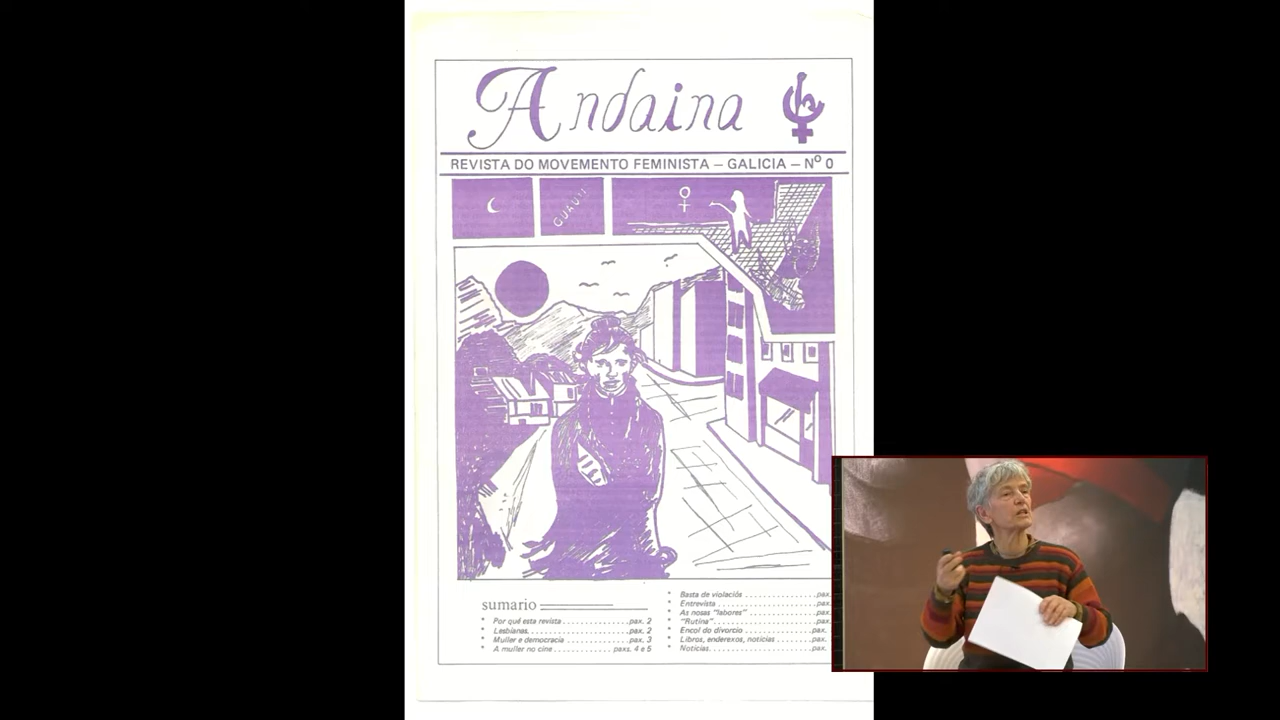 Andaina
REVISTA DO MOVEMENTO FEMINISTA – GALICIA – Nº 0
sumario
* Por qué esta revista .................... pax. 2
* Lesbianas. .................... pax. 2
* Muller e democracia .................... pax. 3
* A muller no cine .................... paxs. 4 e 5
* Basta de violaciós .................... pax.
* Entrevista .................... pax.
* As nosas "labores" .................... pax.
* "Rutina" .................... pax.
* Encol do divorcio .................... pax.
* Libros, enderexos, noticias .................... pax.
* Noticias. .................... pax.